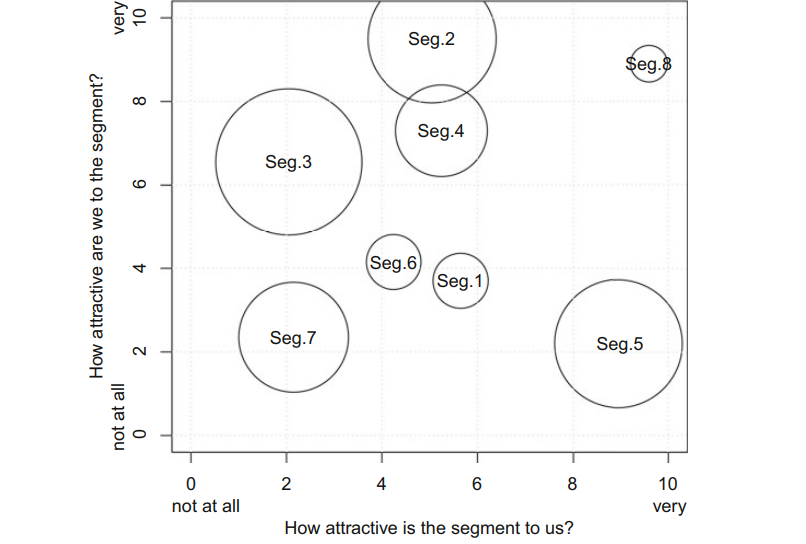 How attractive are we to the segment?
very
not at all
10
8
6
4
2
0
Seg.2
Seg.8
Seg.4
Seg.3
Seg.6
Seg.1
Seg.7
Seg.5
0 2 4 6 8 10
not at all very
How attractive is the segment to us?